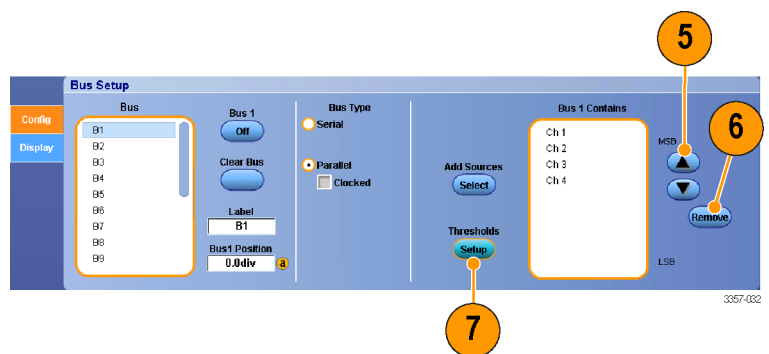 5
Bus Setup
Config
Display
Bus
B1
B2
B3
B4
B5
B6
B7
B8
B9
Bus 1
Off
Clear Bus
Label
B1
Bus1 Position
0.0div
a
Bus Type
Serial
Parallel
Clocked
Add Sources
Select
Thresholds
Setup
7
Bus 1 Contains
Ch 1
Ch 2
Ch 3
Ch 4
MSB
LSB
6
Remove
3357-032